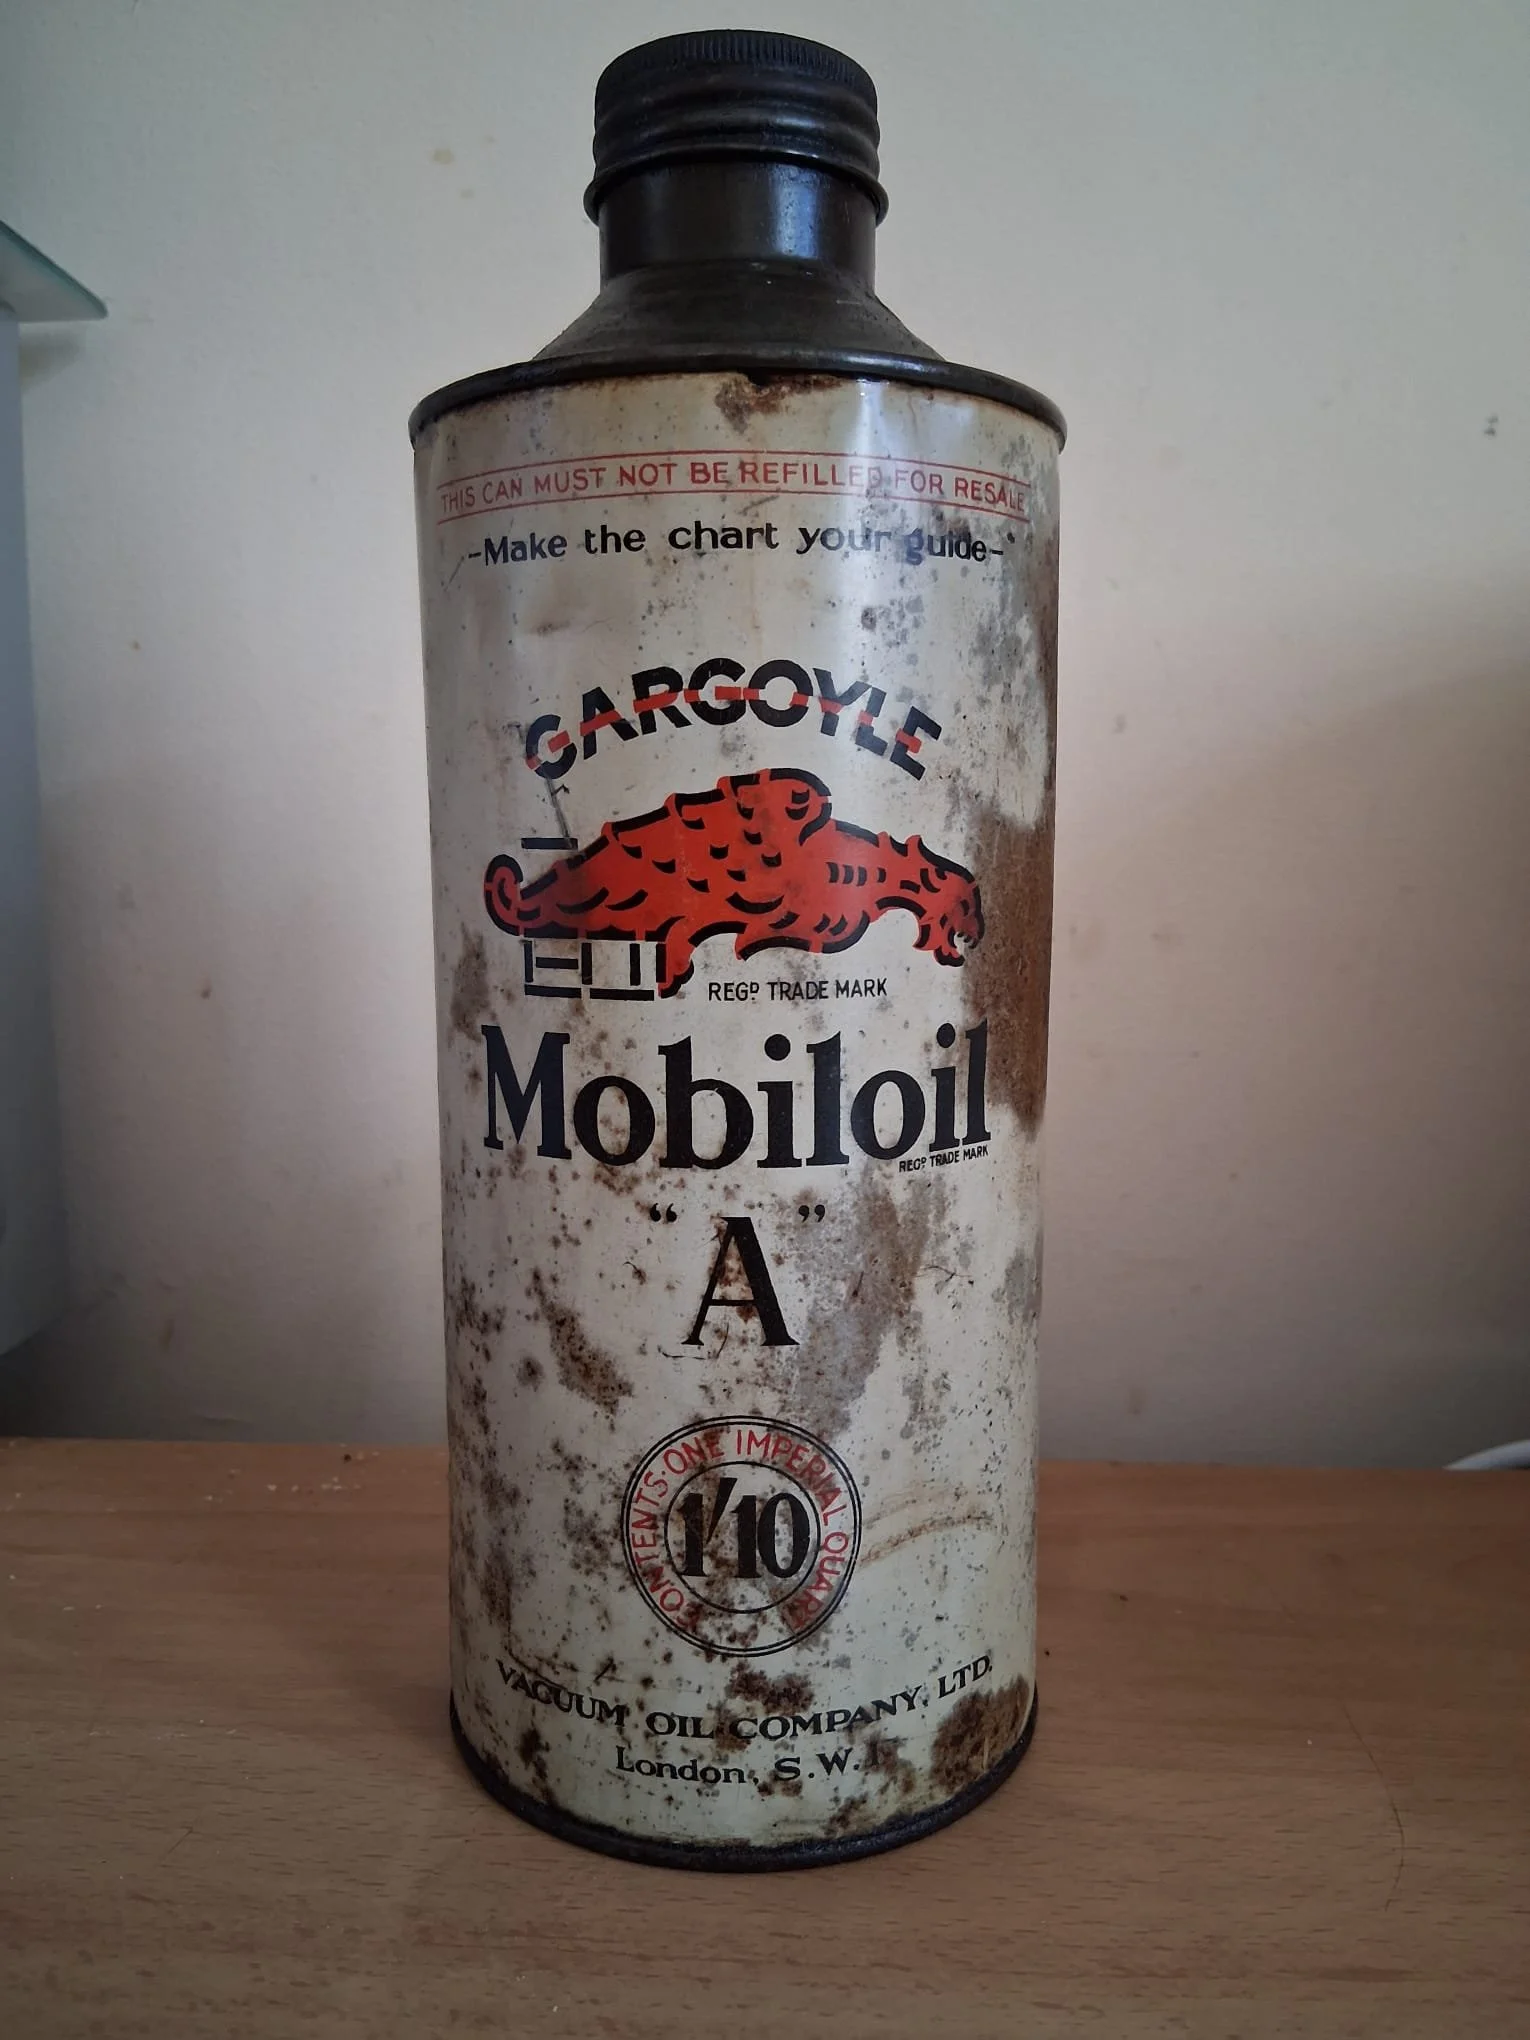 THIS CAN MUST NOT BE REFILLED FOR RESALE
-Make the chart your guide-
GARGOYLE
REGD TRADE MARK
Mobiloil
REGD TRADE MARK
"A"
CONTENTS·ONE IMPERIAL QUART
1'10
VACUUM OIL COMPANY, LTD.
London, S.W.1